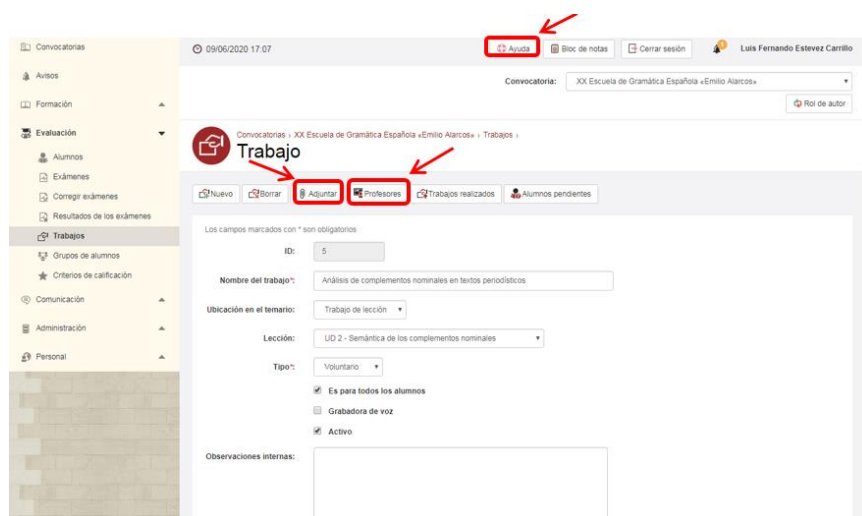 Convocatorias
Avisos
Formación
Evaluación
Alumnos
Exámenes
Corregir exámenes
Resultados de los exámenes
Trabajos
Grupos de alumnos
Criterios de calificación
Comunicación
Administración
Personal
09/06/2020 17:07
Ayuda
Bloc de notas
Cerrar sesión
Luis Fernando Estevez Carrillo
Convocatoria: XX Escuela de Gramática Española «Emilio Alarcos»
Rol de autor
Convocatorias › XX Escuela de Gramática Española «Emilio Alarcos» › Trabajos ›
Trabajo
Nuevo
Borrar
Adjuntar
Profesores
Trabajos realizados
Alumnos pendientes
Los campos marcados con * son obligatorios
ID: 5
Nombre del trabajo*: Análisis de complementos nominales en textos periodísticos
Ubicación en el temario: Trabajo de lección
Lección: UD 2 - Semántica de los complementos nominales
Tipo*: Voluntario
Es para todos los alumnos
Grabadora de voz
Activo
Observaciones internas: